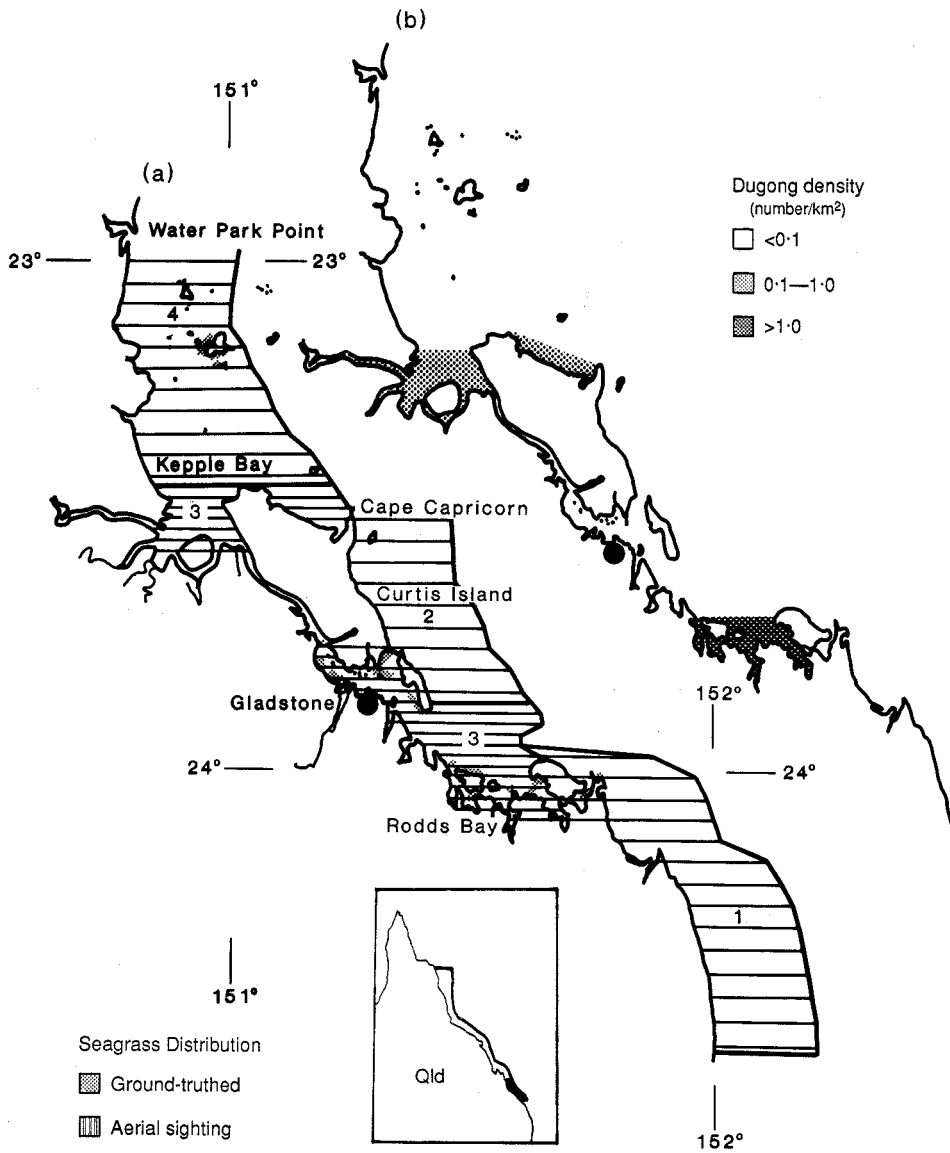 (b)
151°
(a)
Dugong density
(number/km²)
<0·1
0·1—1·0
>1·0
Water Park Point
23°
23°
4
Kepple Bay
3
Cape Capricorn
Curtis Island
2
Gladstone
152°
3
24°
24°
Rodds Bay
1
151°
Seagrass Distribution
Ground-truthed
Aerial sighting
Qld
152°